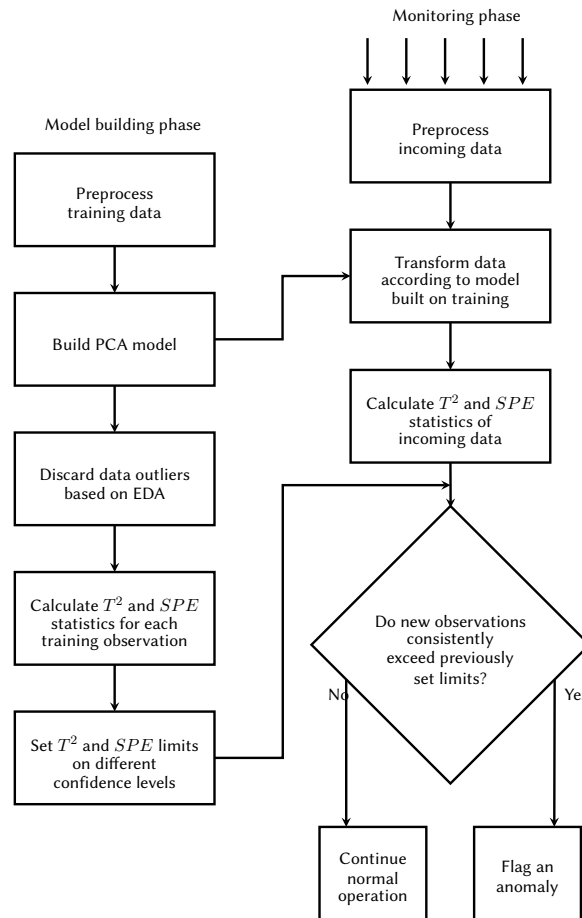 Monitoring phase
Model building phase
Preprocess
incoming data
Preprocess
training data
Transform data
according to model
built on training
Build PCA model
Calculate T² and SPE
statistics of
incoming data
Discard data outliers
based on EDA
Calculate T² and SPE
statistics for each
training observation
Do new observations
consistently
exceed previously
set limits?
No
Yes
Set T² and SPE limits
on different
confidence levels
Continue
normal
operation
Flag an
anomaly